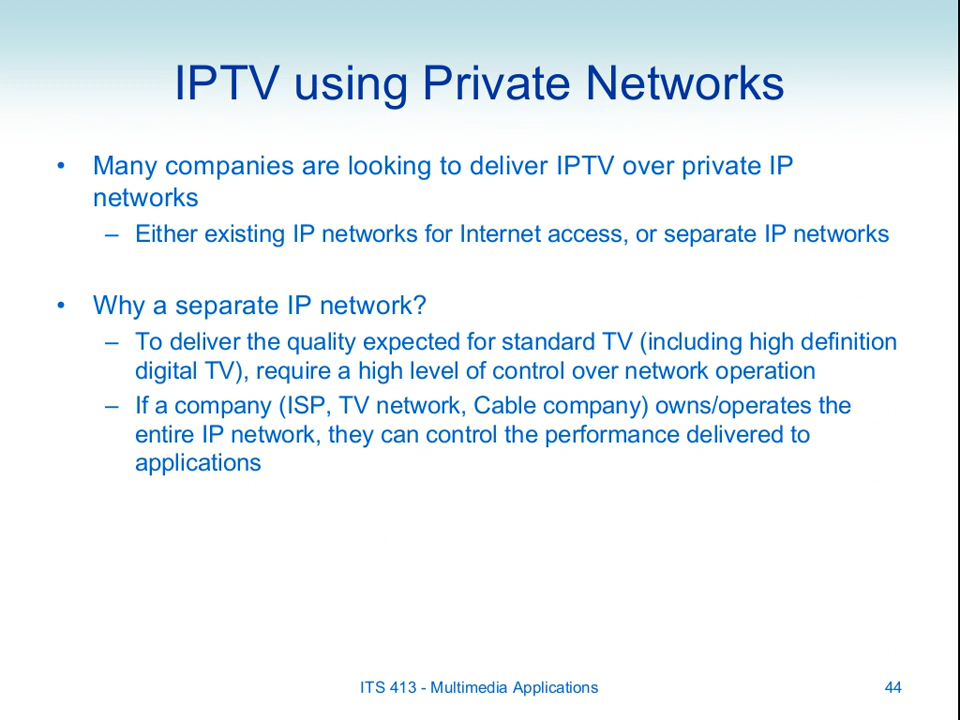 IPTV using Private Networks
• Many companies are looking to deliver IPTV over private IP
networks
– Either existing IP networks for Internet access, or separate IP networks
• Why a separate IP network?
– To deliver the quality expected for standard TV (including high definition
digital TV), require a high level of control over network operation
– If a company (ISP, TV network, Cable company) owns/operates the
entire IP network, they can control the performance delivered to
applications
ITS 413 - Multimedia Applications
44